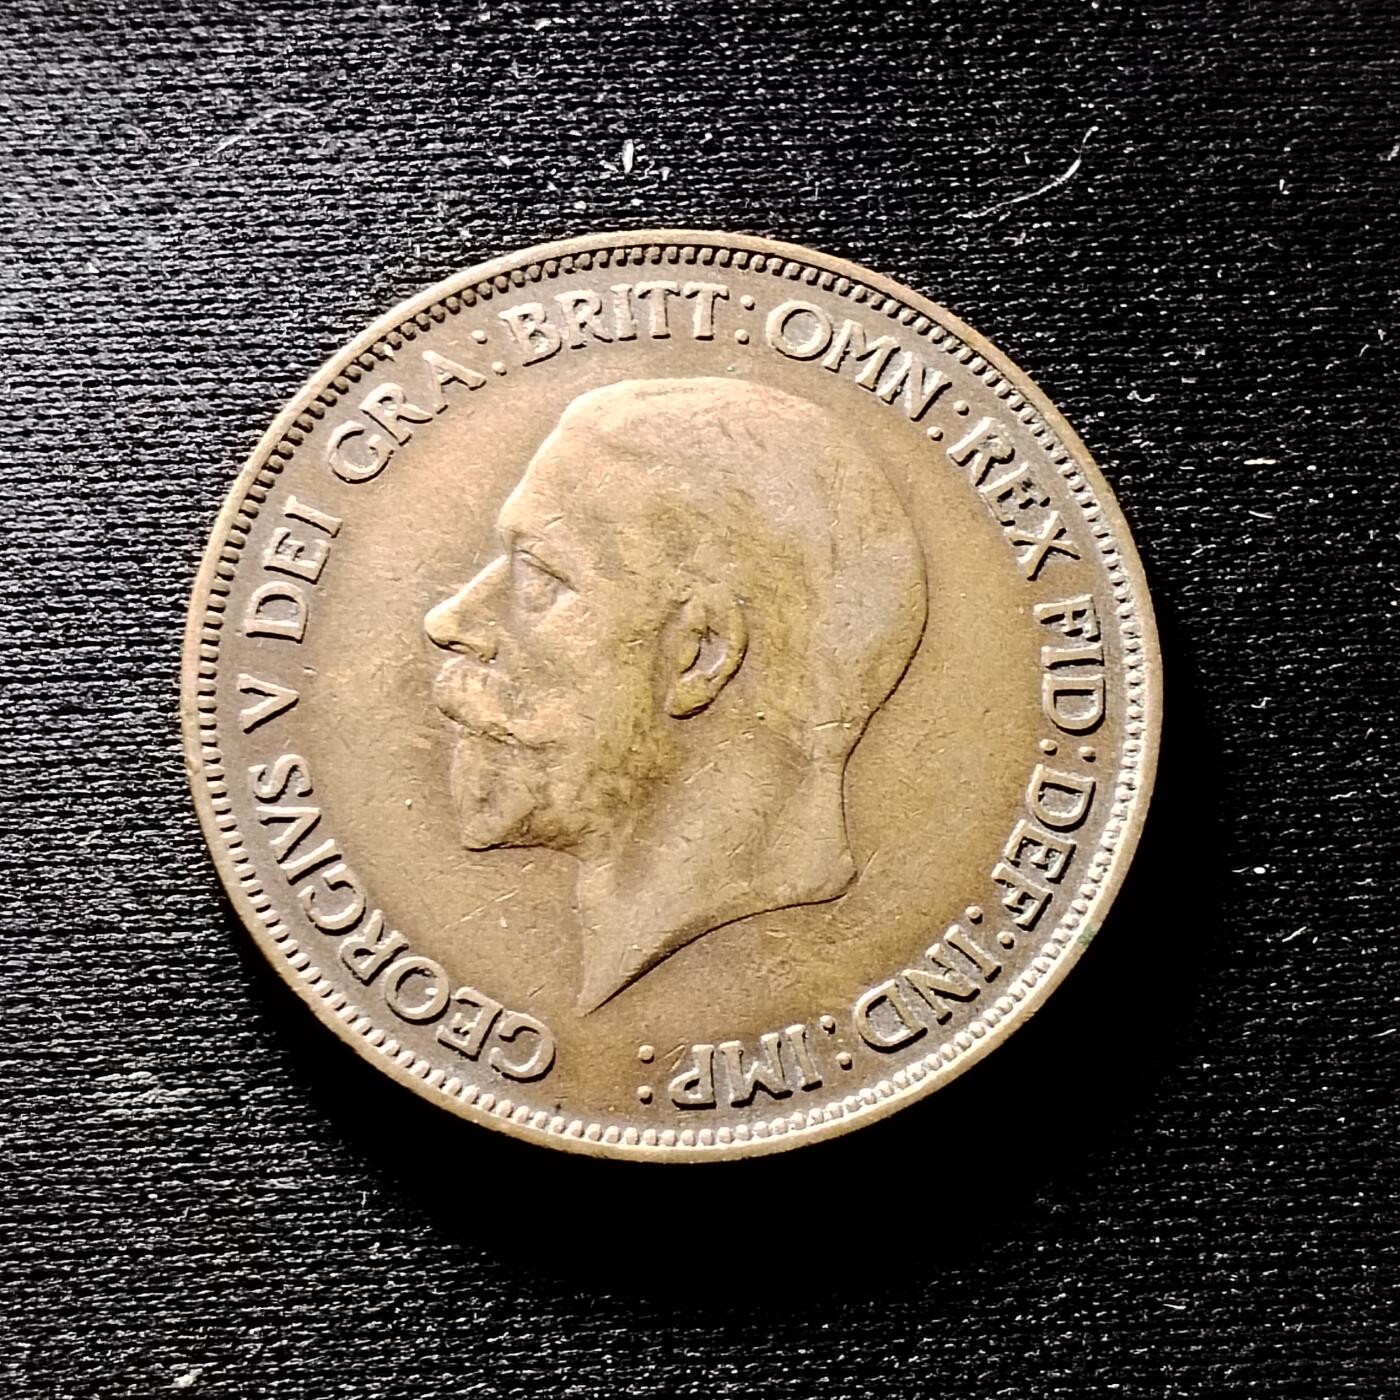 GEORGIVS V DEI GRA: BRITT: OMN: REX FID: DEF: IND: IMP: